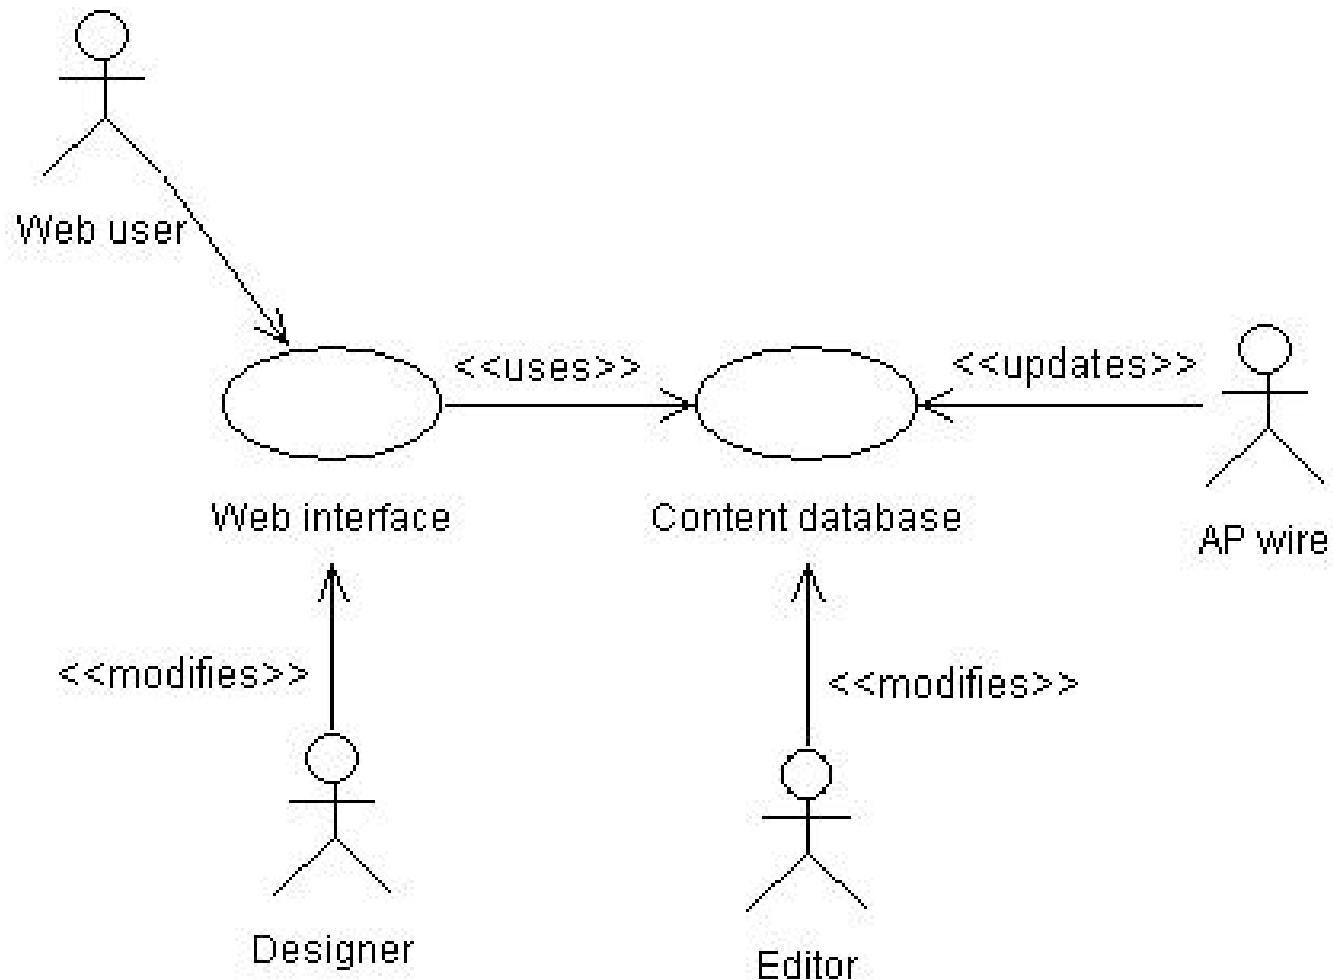 Web user
<<uses>>
<<updates>>
Web interface
Content database
AP wire
<<modifies>>
<<modifies>>
Designer
Editor